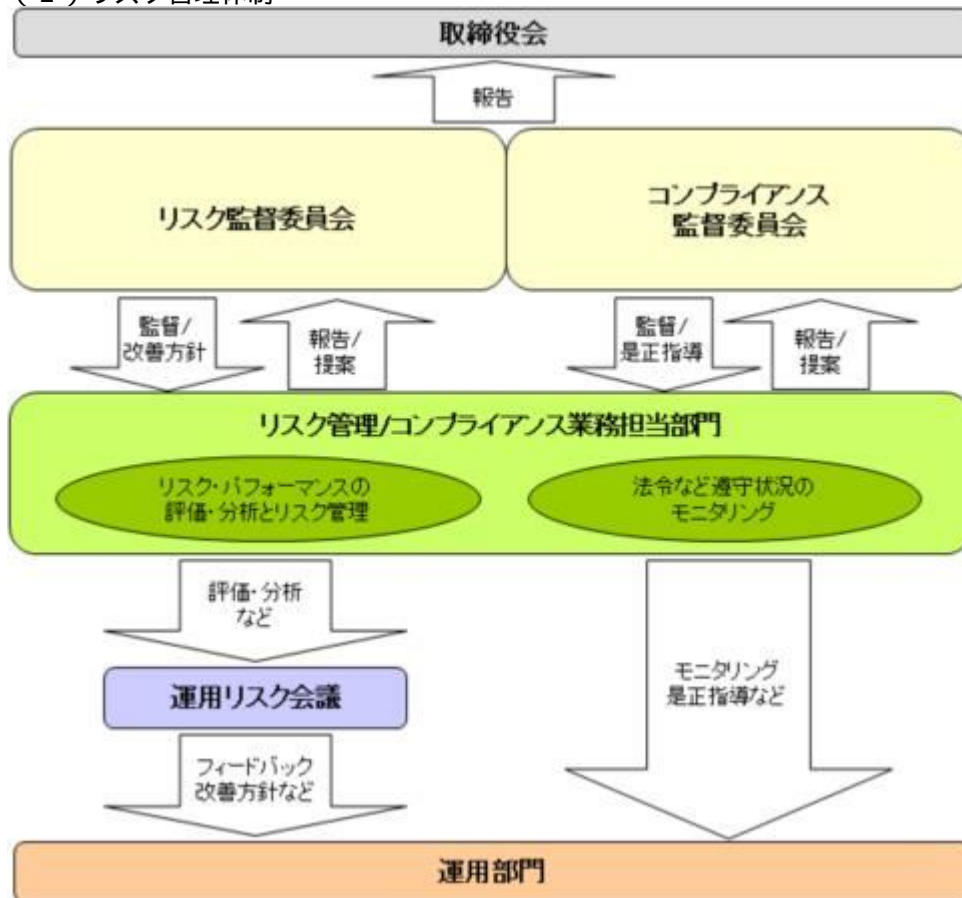 リスク管理体制
取締役会
報告
リスク監督委員会
コンプライアンス
監督委員会
監督/
改善方針
報告/
提案
監督/
是正指導
報告/
提案
リスク管理/コンプライアンス業務担当部門
リスク・パフォーマンスの
評価・分析とリスク管理
法令など遵守状況の
モニタリング
評価・分析
など
運用リスク会議
モニタリング
是正指導など
フィードバック
改善方針など
運用部門